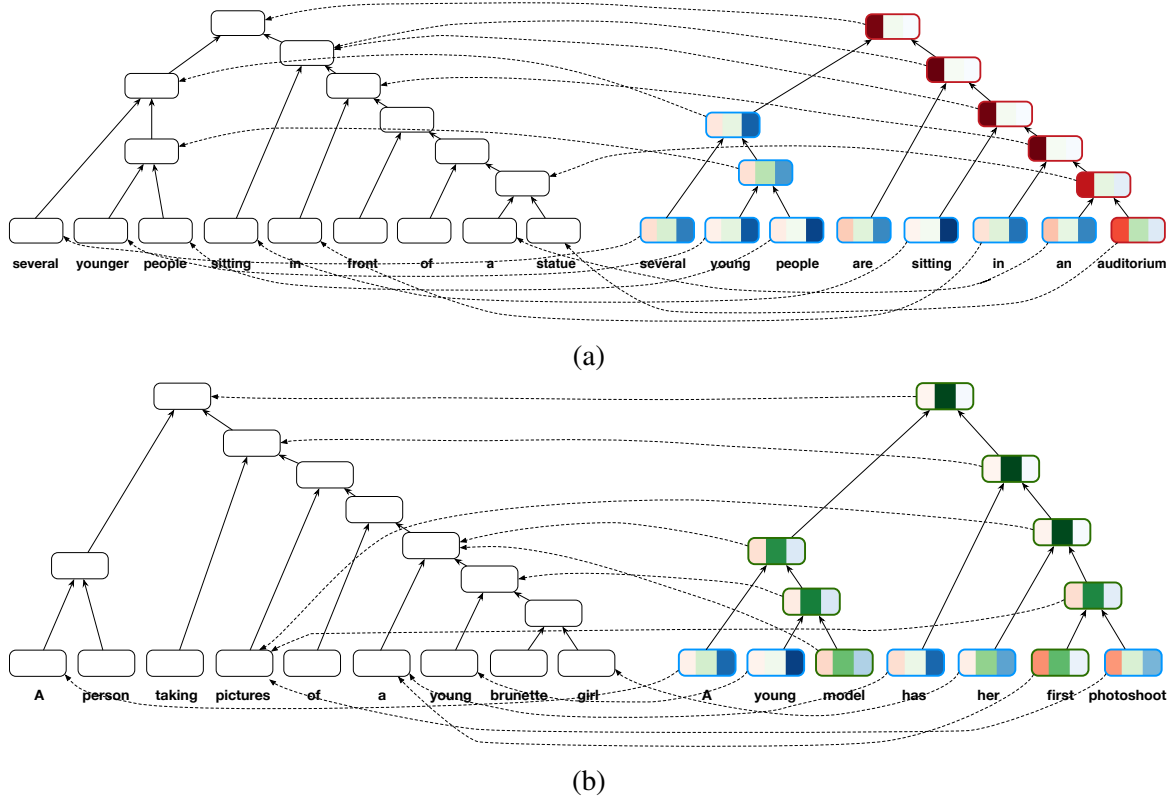 several younger people sitting in front of a statue several young people are sitting in an auditorium
(a)
A person taking pictures of a young brunette girl A young model has her first photoshoot
(b)